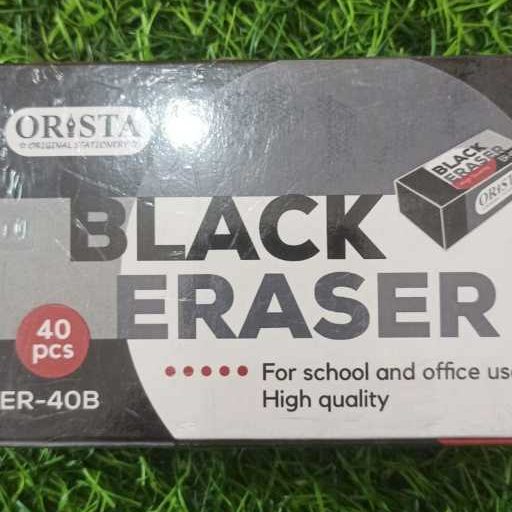 ORISTA
ORIGINAL STATIONERY
BLACK
ERASER
ORISTA
BLACK
ERASER
40
pcs
ER-40B
For school and office use
High quality